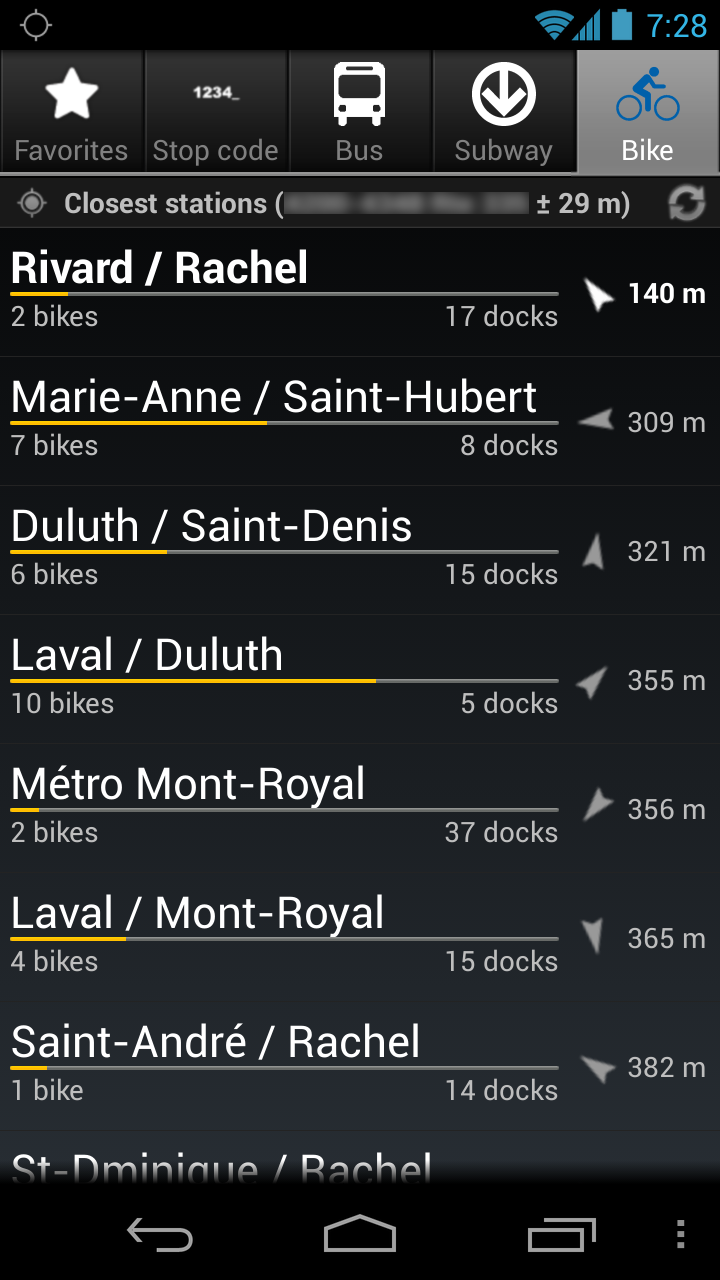 7:28
1234_
Favorites Stop code Bus Subway Bike
Closest stations ( ± 29 m)
Rivard / Rachel
140 m
2 bikes 17 docks
Marie-Anne / Saint-Hubert
309 m
7 bikes 8 docks
Duluth / Saint-Denis
321 m
6 bikes 15 docks
Laval / Duluth
355 m
10 bikes 5 docks
Métro Mont-Royal
356 m
2 bikes 37 docks
Laval / Mont-Royal
365 m
4 bikes 15 docks
Saint-André / Rachel
382 m
1 bike 14 docks
St-Dminique / Rachel